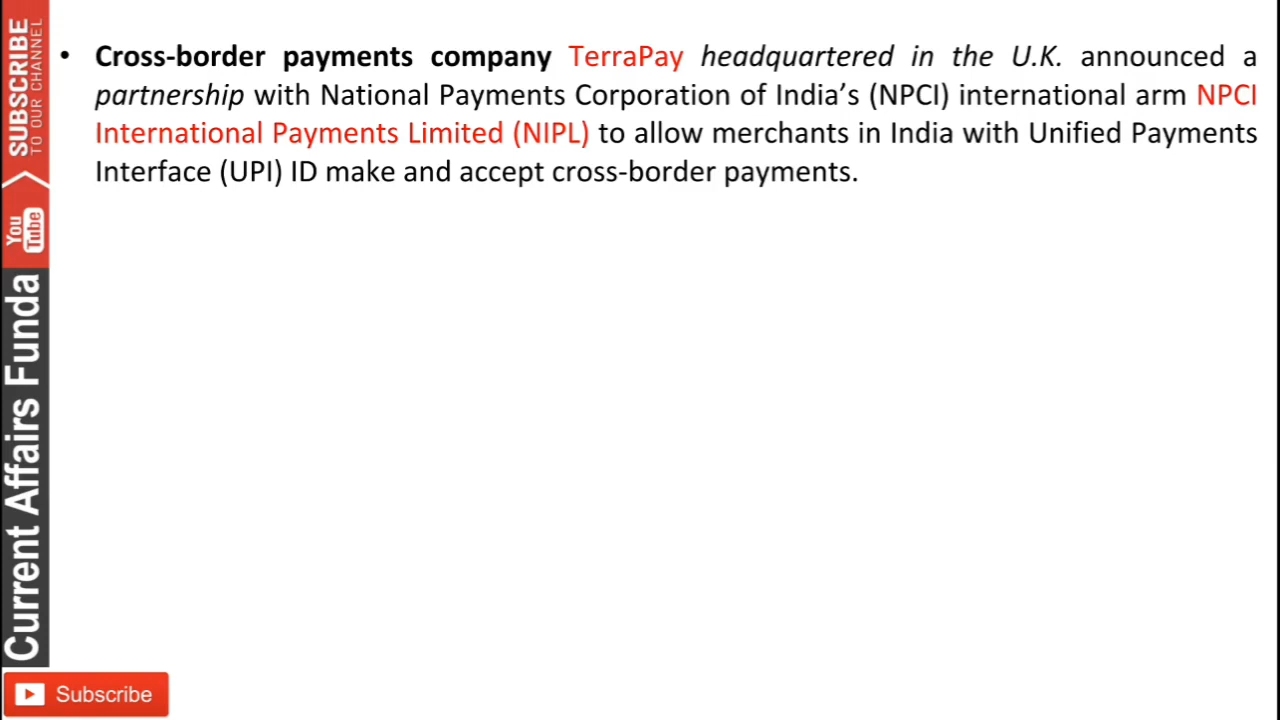 • Cross-border payments company TerraPay headquartered in the U.K. announced a
partnership with National Payments Corporation of India’s (NPCI) international arm NPCI
International Payments Limited (NIPL) to allow merchants in India with Unified Payments
Interface (UPI) ID make and accept cross-border payments.
SUBSCRIBE
TO OUR CHANNEL
You
Tube
Current Affairs Funda
Subscribe